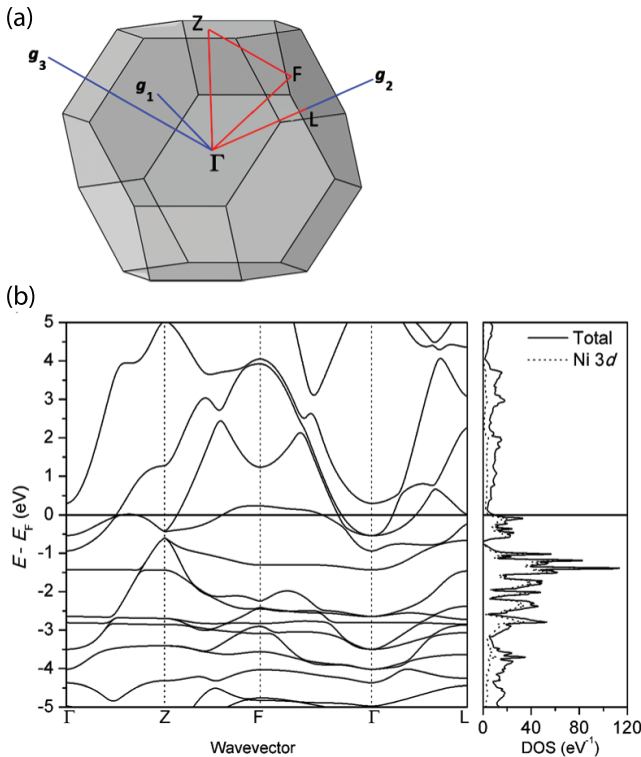 (a)
Z
g3
F
g2
g1
L
Γ
(b)
5
4
3
2
1
0
-1
-2
-3
-4
-5
E - EF (eV)
Γ Z F Γ L
Wavevector
Total
Ni 3d
0 40 80 120
DOS (eV-1)